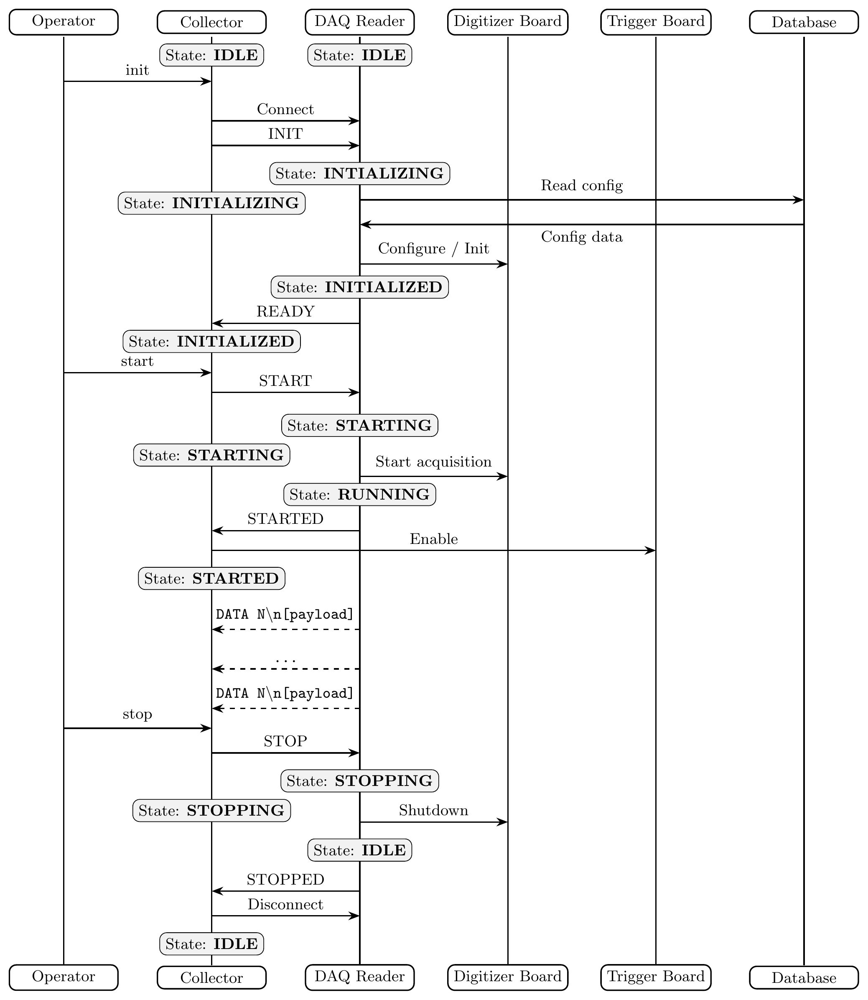 Operator
Collector
DAQ Reader
Digitizer Board
Trigger Board
Database
State: IDLE
State: IDLE
init
Connect
INIT
State: INTIALIZING
Read config
State: INITIALIZING
Config data
Configure / Init
State: INITIALIZED
READY
State: INITIALIZED
start
START
State: STARTING
State: STARTING
Start acquisition
State: RUNNING
STARTED
Enable
State: STARTED
DATA N\n[payload]
...
DATA N\n[payload]
stop
STOP
State: STOPPING
State: STOPPING
Shutdown
State: IDLE
STOPPED
Disconnect
State: IDLE
Operator
Collector
DAQ Reader
Digitizer Board
Trigger Board
Database